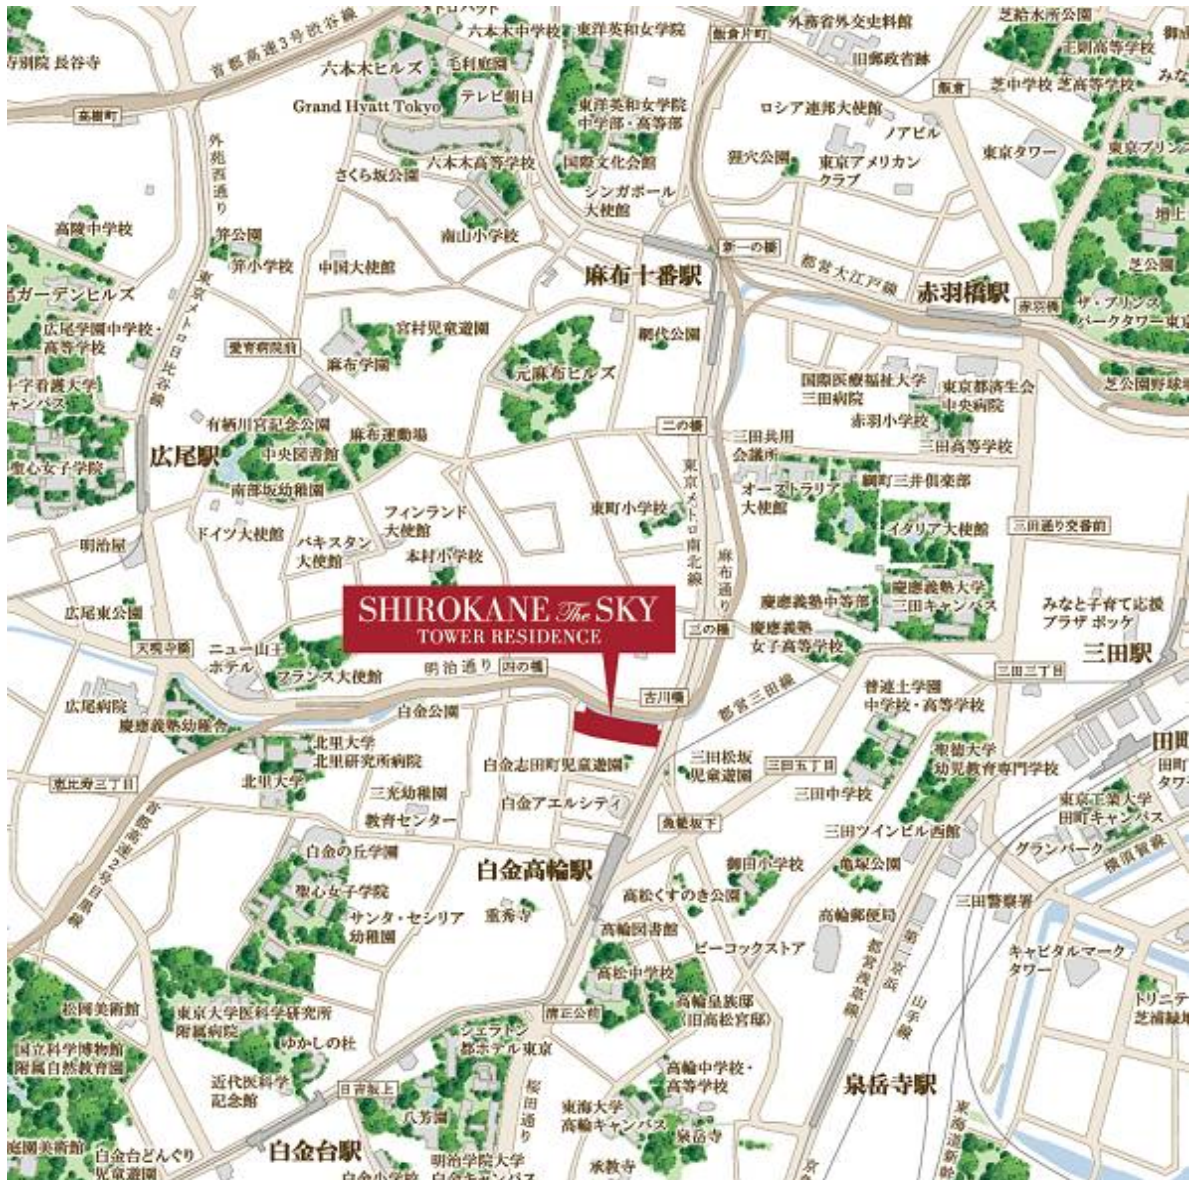 六本木中学校
東洋英和女学院
飯倉片町
外務省外交史料館
芝給水所公園
長谷寺
首都高速3号渋谷線
六本木ヒルズ
毛利庭園
旧郵政省跡
正則高等学校
Grand Hyatt Tokyo
テレビ朝日
飯倉
芝中学校 芝高等学校
高樹町
東洋英和女学院
中学部・高等部
ロシア連邦大使館
ノアビル
外苑西通り
六本木高等学校
国際文化会館
狸穴公園
東京アメリカン
クラブ
東京タワー
さくら坂公園
シンガポール
大使館
高陵中学校
笄公園
南山小学校
新一の橋
笄小学校
中国大使館
麻布十番駅
都営大江戸線
赤羽橋駅
芝公園
ガーデンヒルズ
東京メトロ日比谷線
赤羽橋
ザ・プリンス
パークタワー東京
広尾学園中学校・
高等学校
宮村児童遊園
網代公園
愛育病院前
麻布学園
元麻布ヒルズ
国際医療福祉大学
三田病院
東京都済生会
中央病院
芝公園野球場
十字看護大学
キャンパス
有栖川宮記念公園
麻布運動場
二の橋
三田共用
会議所
赤羽小学校
三田高等学校
広尾駅
中央図書館
聖心女子学院
南部坂幼稚園
東京メトロ南北線
オーストラリア
大使館
綱町三井倶楽部
フィンランド
大使館
東町小学校
イタリア大使館
三田通り交番前
ドイツ大使館
パキスタン
大使館
明治屋
本村小学校
麻布通り
慶應義塾大学
三田キャンパス
SHIROKANE The SKY
TOWER RESIDENCE
慶應義塾中等部
みなと子育て応援
プラザ ポッケ
広尾東公園
三の橋
慶應義塾
女子高等学校
三田駅
天現寺橋
ニュー山王
ホテル
明治通り
四の橋
フランス大使館
三田三丁目
古川橋
都営三田線
普連土学園
中学校・高等学校
広尾病院
慶應義塾幼稚舎
白金公園
北里大学
北里研究所病院
白金志田町児童遊園
三田松坂
児童遊園
三田五丁目
聖徳大学
幼児教育専門学校
恵比寿三丁目
北里大学
三光幼稚園
白金アエルシティ
三田中学校
首都高速2号目黒線
教育センター
魚籃坂下
三田ツインビル西館
東京工業大学
田町キャンパス
グランパーク
横須賀線
白金の丘学園
白金高輪駅
御田小学校
亀塚公園
聖心女子学院
高松くすのき公園
三田警察署
サンタ・セシリア
幼稚園
重秀寺
高輪図書館
高輪郵便局
ピーコックストア
都営浅草線
第一京浜
山手線
キャピタルマーク
タワー
高松中学校
松岡美術館
東京大学医科学研究所
附属病院
清正公前
高輪皇族邸
(旧高松宮邸)
国立科学博物館
附属自然教育園
ゆかしの杜
シェラトン
都ホテル東京
近代医科学
記念館
日吉坂上
桜田通り
高輪中学校・
高等学校
泉岳寺駅
八芳園
東海大学
高輪キャンパス
泉岳寺
庭園美術館
白金台どんぐり
児童遊園
白金台駅
明治学院大学
白金キャンパス
承教寺